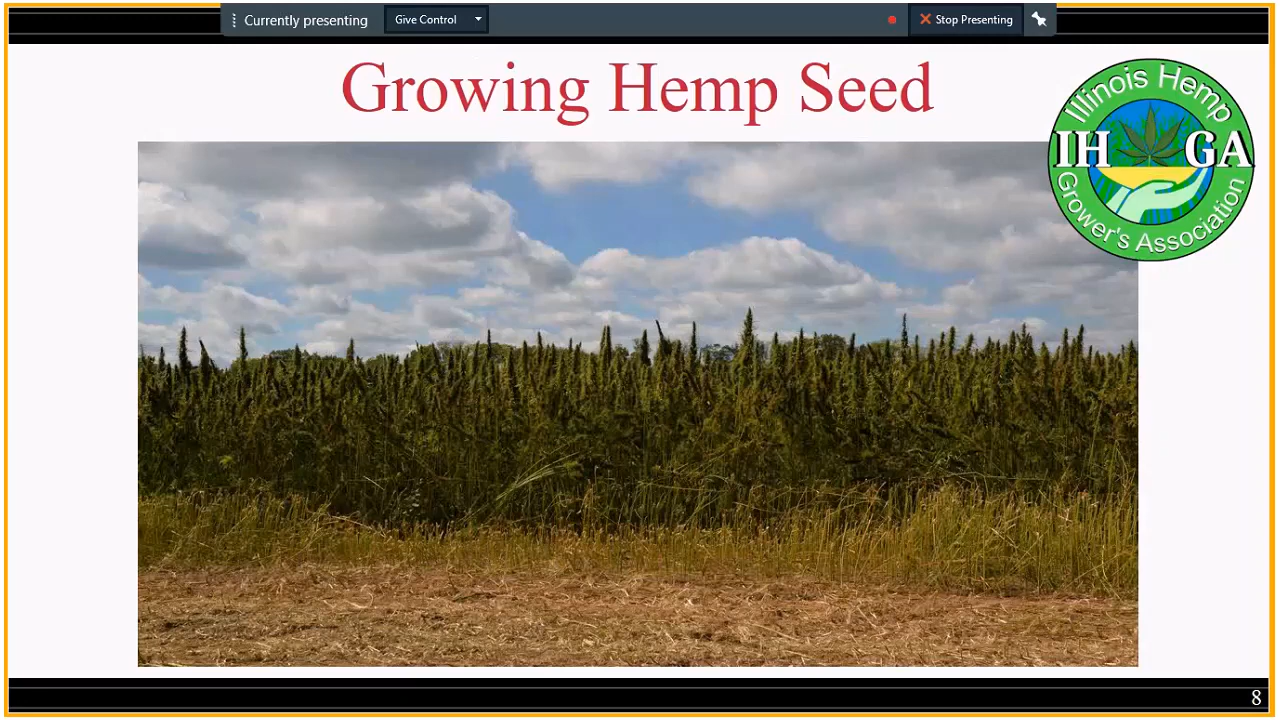 Currently presenting
Give Control
Stop Presenting
Growing Hemp Seed
Illinois Hemp
IH GA
Grower's Association
8